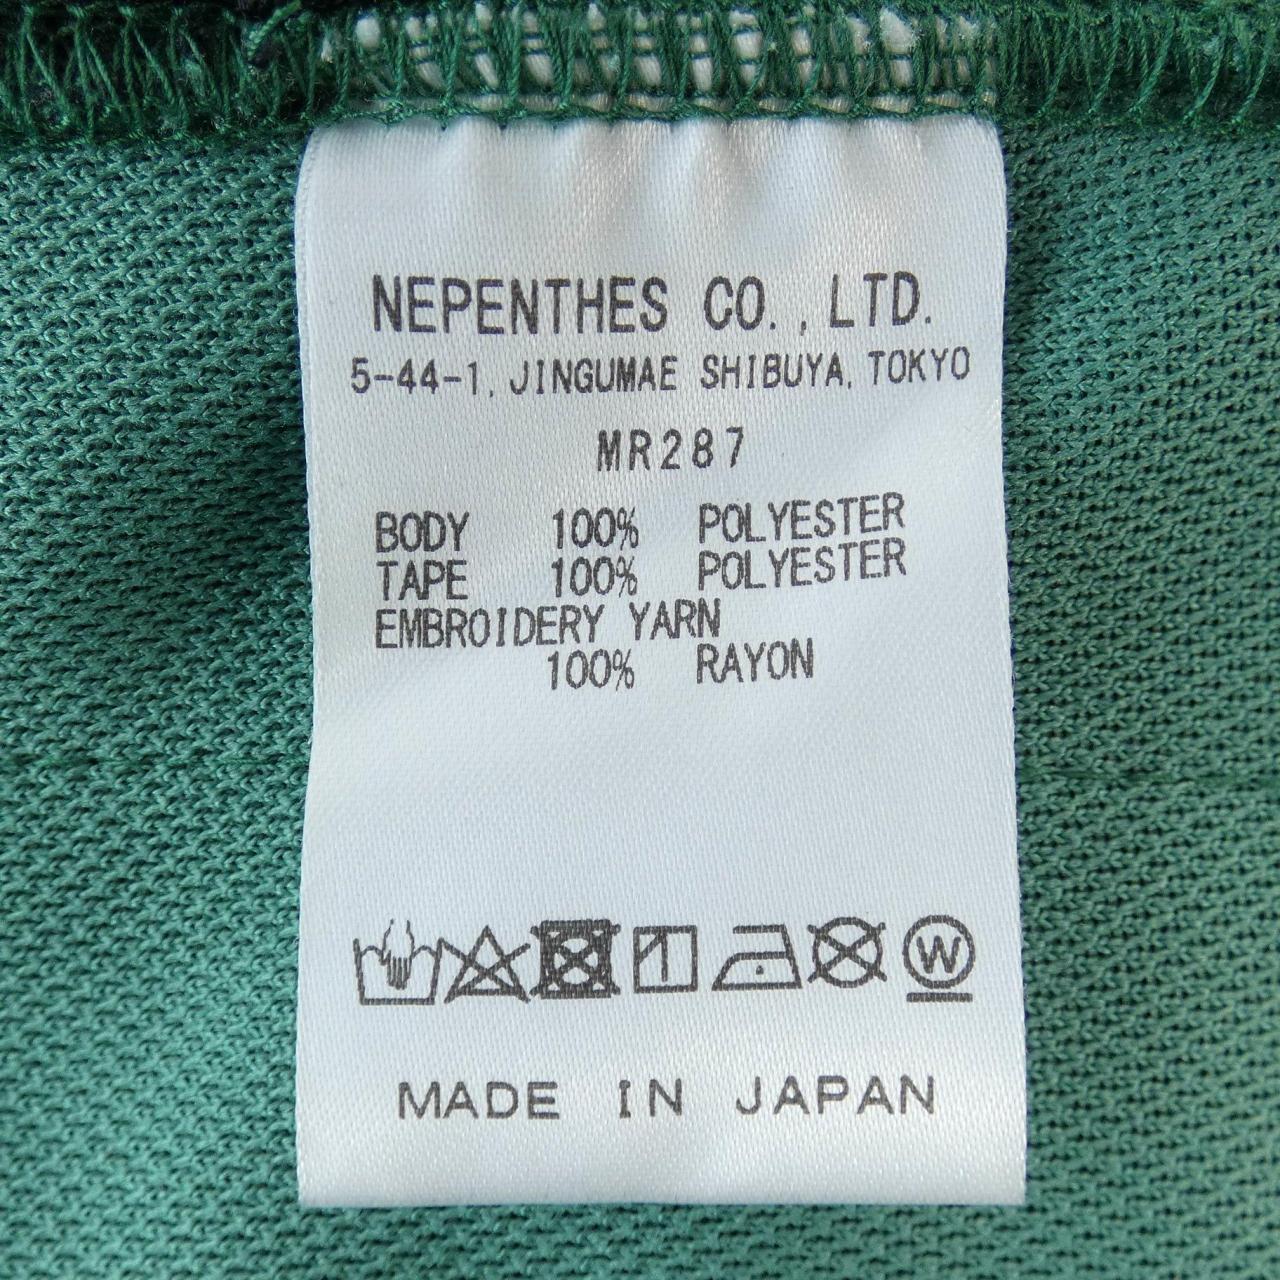 NEPENTHES CO., LTD.
5-44-1, JINGUMAE SHIBUYA, TOKYO
MR287
BODY 100% POLYESTER
TAPE 100% POLYESTER
EMBROIDERY YARN
100% RAYON
W
MADE IN JAPAN